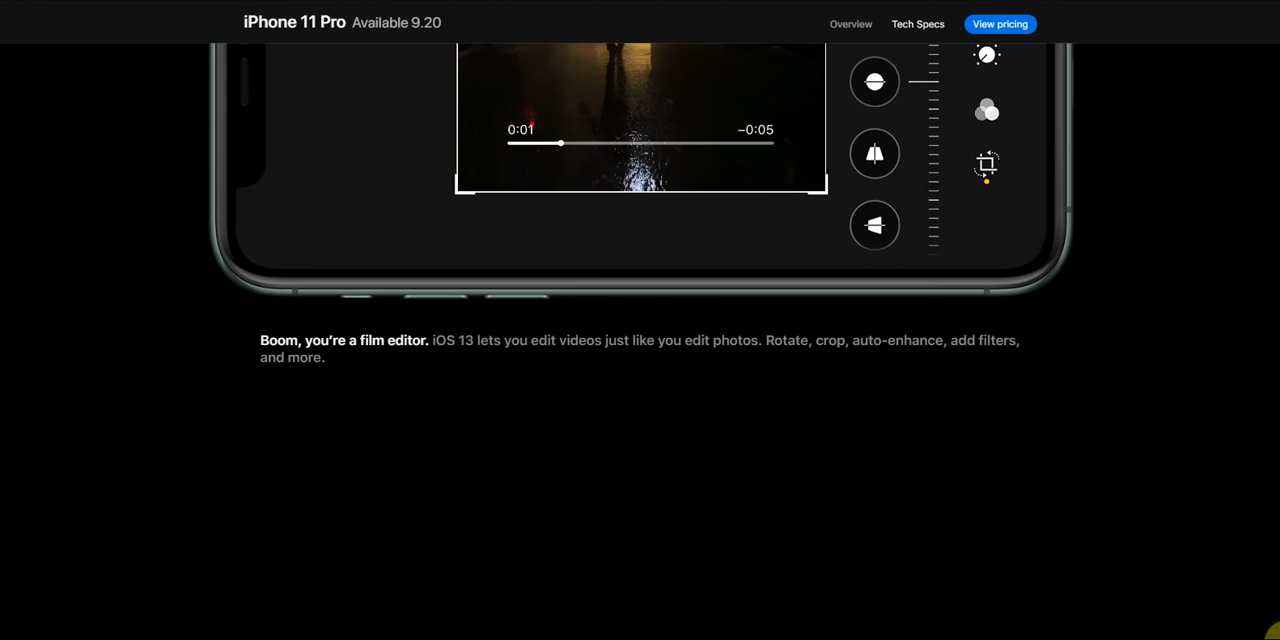 iPhone 11 Pro Available 9.20
Overview Tech Specs View pricing
0:01 −0:05
Boom, you’re a film editor. iOS 13 lets you edit videos just like you edit photos. Rotate, crop, auto-enhance, add filters,
and more.